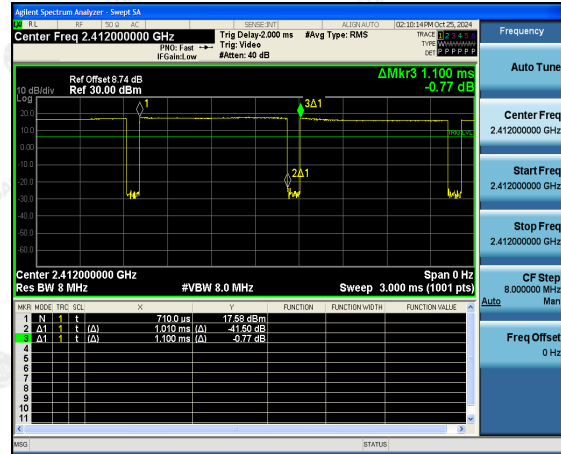 Agilent Spectrum Analyzer - Swept SA
RL RF 50 Ω AC SENSE:INT ALIGN AUTO 02:10:14PM Oct 25, 2024
Center Freq 2.412000000 GHz
PNO: Fast
IFGain:Low
Trig Delay-2.000 ms
Trig: Video
#Atten: 40 dB
#Avg Type: RMS
TRACE 1 2 3 4 5 6
TYPE WWWWWW
DET P P P P P P
ΔMkr3 1.100 ms
-0.77 dB
Ref Offset 8.74 dB
Ref 30.00 dBm
10 dB/div
Log
20.0
10.0
0.00
-10.0
-20.0
-30.0
-40.0
-50.0
-60.0
1
3Δ1
2Δ1
TRIG LVL
Center 2.412000000 GHz Span 0 Hz
Res BW 8 MHz #VBW 8.0 MHz Sweep 3.000 ms (1001 pts)
MKR MODE TRC SCL X Y FUNCTION FUNCTION WIDTH FUNCTION VALUE
1 N 1 t 710.0 µs 17.58 dBm
2 Δ1 1 t (Δ) 1.010 ms (Δ) -41.50 dB
3 Δ1 1 t (Δ) 1.100 ms (Δ) -0.77 dB
4
5
6
7
8
9
10
11
MSG STATUS
Frequency
Auto Tune
Center Freq
2.412000000 GHz
Start Freq
2.412000000 GHz
Stop Freq
2.412000000 GHz
CF Step
8.000000 MHz
Auto Man
Freq Offset
0 Hz